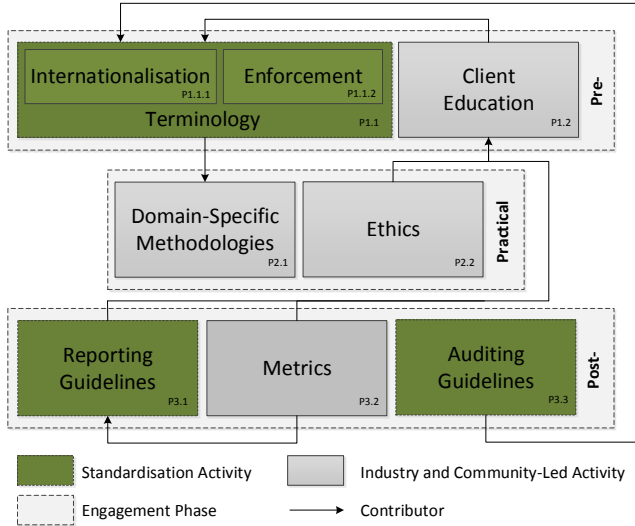 Internationalisation
P1.1.1
Enforcement
P1.1.2
Terminology
P1.1
Client
Education
P1.2
Pre-
Domain-Specific
Methodologies
P2.1
Ethics
P2.2
Practical
Reporting
Guidelines
P3.1
Metrics
P3.2
Auditing
Guidelines
P3.3
Post-
Standardisation Activity
Industry and Community-Led Activity
Engagement Phase
Contributor